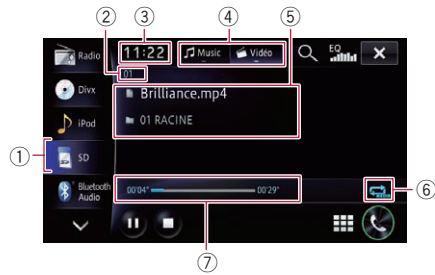 ② ③ ④ ⑤
Radio 11:22 Music Video EQ
01
Divx Brilliance.mp4
iPod 01 RACINE
① SD
Bluetooth Audio 00'04" 00'29" ⑥
⑦